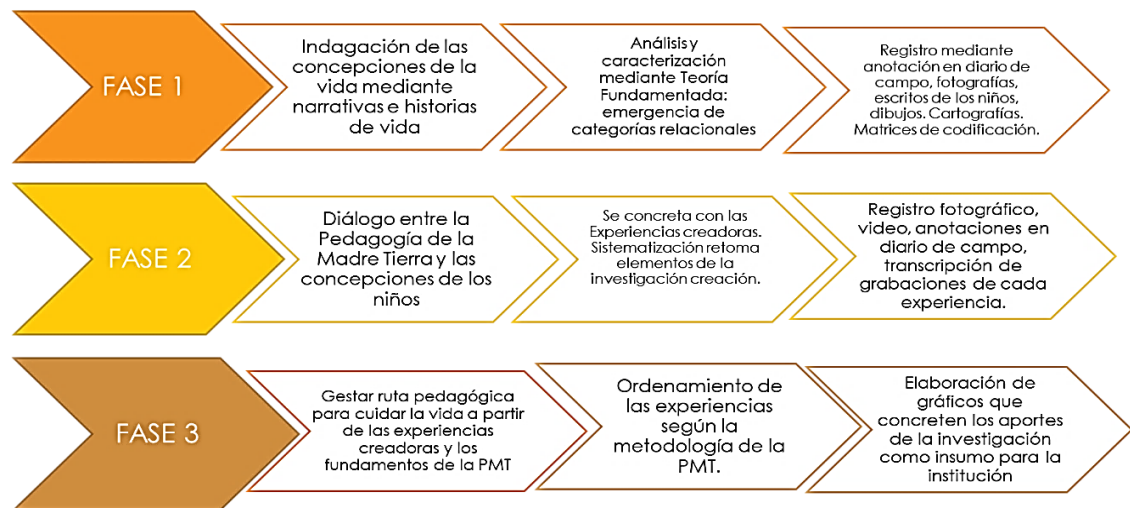 FASE 1
Indagación de las
concepciones de la
vida mediante
narrativas e historias
de vida
Análisis y
caracterización
mediante Teoría
Fundamentada:
emergencia de
categorías relacionales
Registro mediante
anotación en diario de
campo, fotografías,
escritos de los niños,
dibujos. Cartografías.
Matrices de codificación.
FASE 2
Diálogo entre la
Pedagogía de la
Madre Tierra y las
concepciones de los
niños
Se concreta con las
Experiencias creadoras.
Sistematización retoma
elementos de la
investigación creación.
Registro fotográfico,
video, anotaciones en
diario de campo,
transcripción de
grabaciones de cada
experiencia.
FASE 3
Gestar ruta pedagógica
para cuidar la vida a partir
de las experiencias
creadoras y los
fundamentos de la PMT
Ordenamiento de
las experiencias
según la
metodología de la
PMT.
Elaboración de
gráficos que
concreten los aportes
de la investigación
como insumo para la
institución